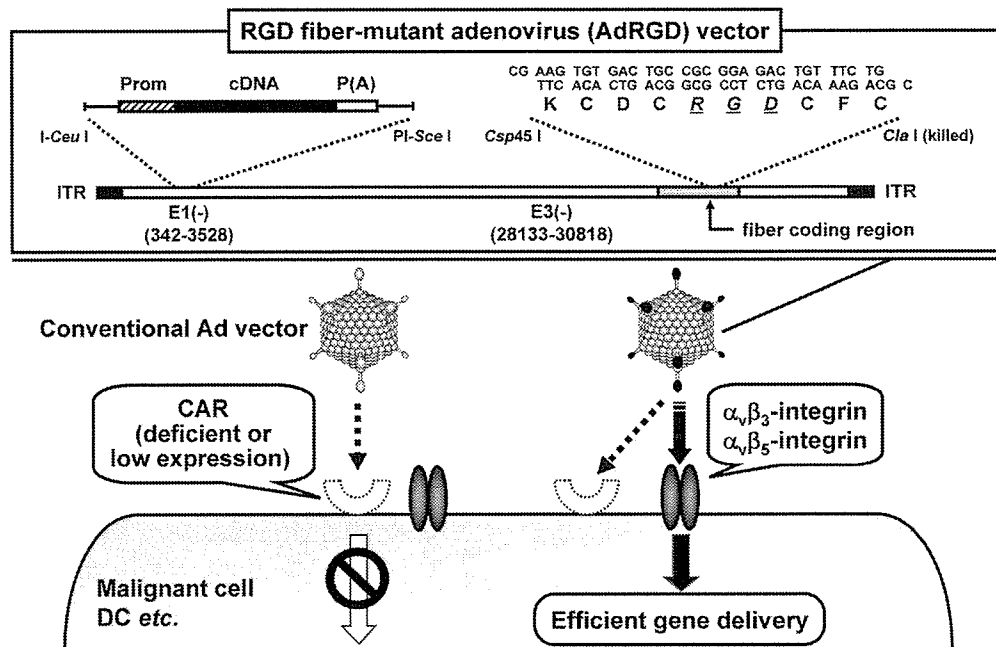 RGD fiber-mutant adenovirus (AdRGD) vector
Prom cDNA P(A)
I-Ceu I PI-Sce I
CG AAG TGT GAC TGC CGC GGA GAC TGT TTC TG
TTC ACA CTG ACG GCG CCT CTG ACA AAG ACG C
K C D C R G D C F C
Csp45 I Cla I (killed)
ITR ITR
E1(-)
(342-3528)
E3(-)
(28133-30818)
fiber coding region
Conventional Ad vector
CAR
(deficient or
low expression)
αvβ3-integrin
αvβ5-integrin
Malignant cell
DC etc.
Efficient gene delivery